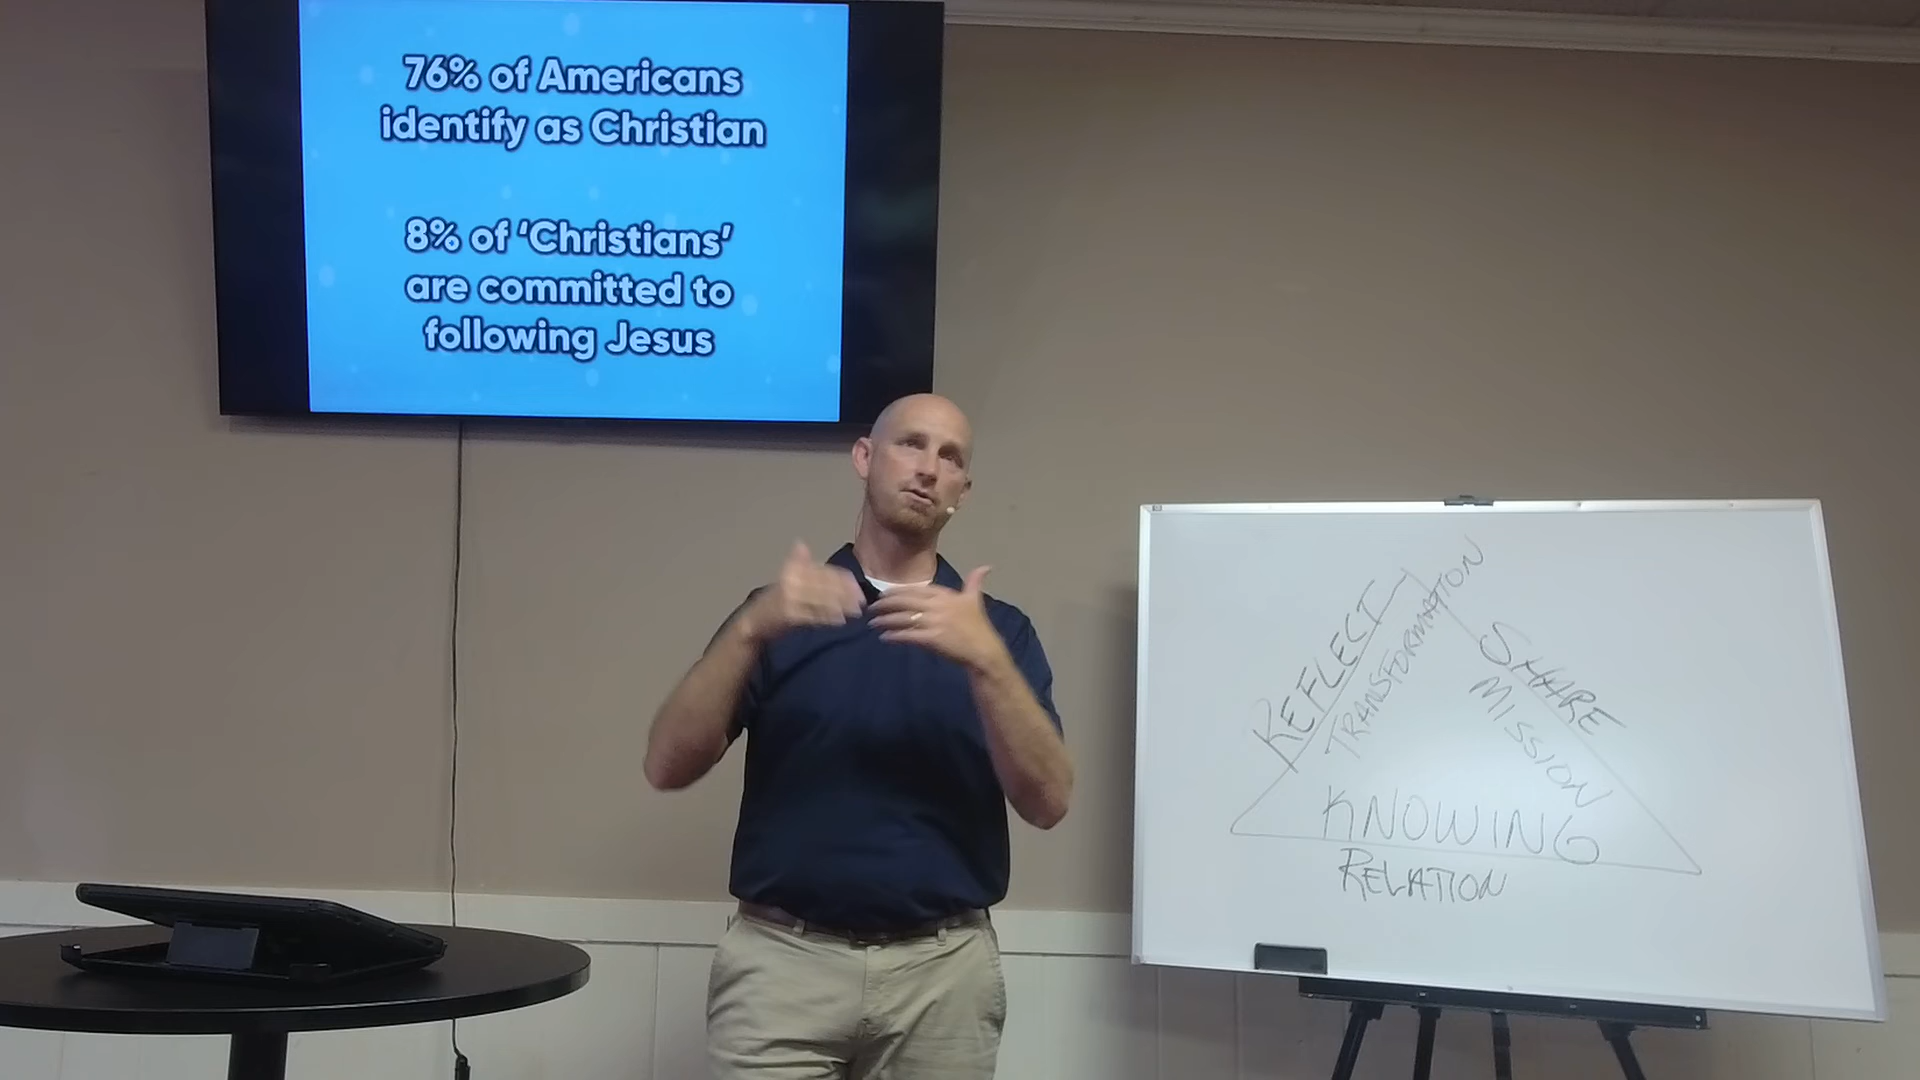 76% of Americans
identify as Christian
8% of 'Christians'
are committed to
following Jesus
REFLECT
TRANSFORMATION
SHARE
MISSION
KNOWING
RELATION